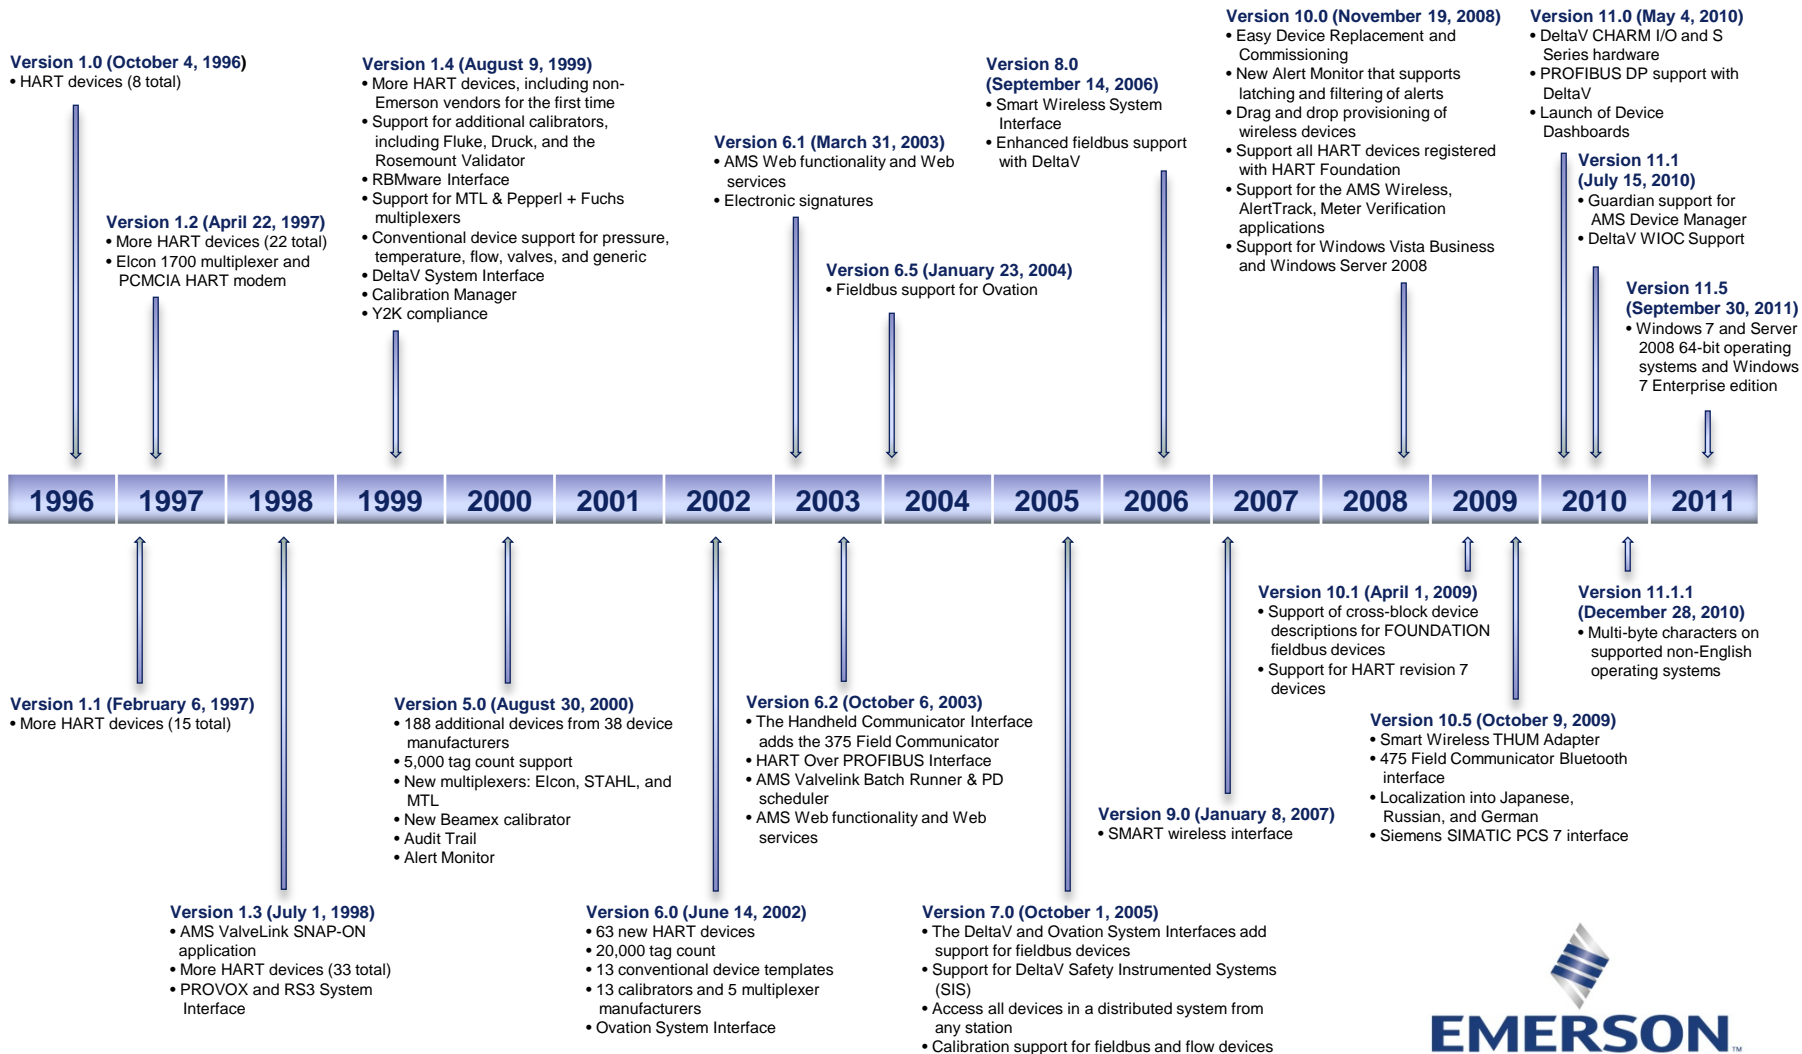 Version 1.0 (October 4, 1996)
• HART devices (8 total)
Version 1.2 (April 22, 1997)
• More HART devices (22 total)
• Elcon 1700 multiplexer and
PCMCIA HART modem
Version 1.4 (August 9, 1999)
• More HART devices, including non-
Emerson vendors for the first time
• Support for additional calibrators,
including Fluke, Druck, and the
Rosemount Validator
• RBMware Interface
• Support for MTL & Pepperl + Fuchs
multiplexers
• Conventional device support for pressure,
temperature, flow, valves, and generic
• DeltaV System Interface
• Calibration Manager
• Y2K compliance
Version 6.1 (March 31, 2003)
• AMS Web functionality and Web
services
• Electronic signatures
Version 6.5 (January 23, 2004)
• Fieldbus support for Ovation
Version 8.0
(September 14, 2006)
• Smart Wireless System
Interface
• Enhanced fieldbus support
with DeltaV
Version 10.0 (November 19, 2008)
• Easy Device Replacement and
Commissioning
• New Alert Monitor that supports
latching and filtering of alerts
• Drag and drop provisioning of
wireless devices
• Support all HART devices registered
with HART Foundation
• Support for the AMS Wireless,
AlertTrack, Meter Verification
applications
• Support for Windows Vista Business
and Windows Server 2008
Version 11.0 (May 4, 2010)
• DeltaV CHARM I/O and S
Series hardware
• PROFIBUS DP support with
DeltaV
• Launch of Device
Dashboards
Version 11.1
(July 15, 2010)
• Guardian support for
AMS Device Manager
• DeltaV WIOC Support
Version 11.5
(September 30, 2011)
• Windows 7 and Server
2008 64-bit operating
systems and Windows
7 Enterprise edition
1996 1997 1998 1999 2000 2001 2002 2003 2004 2005 2006 2007 2008 2009 2010 2011
Version 1.1 (February 6, 1997)
• More HART devices (15 total)
Version 1.3 (July 1, 1998)
• AMS ValveLink SNAP-ON
application
• More HART devices (33 total)
• PROVOX and RS3 System
Interface
Version 5.0 (August 30, 2000)
• 188 additional devices from 38 device
manufacturers
• 5,000 tag count support
• New multiplexers: Elcon, STAHL, and
MTL
• New Beamex calibrator
• Audit Trail
• Alert Monitor
Version 6.0 (June 14, 2002)
• 63 new HART devices
• 20,000 tag count
• 13 conventional device templates
• 13 calibrators and 5 multiplexer
manufacturers
• Ovation System Interface
Version 6.2 (October 6, 2003)
• The Handheld Communicator Interface
adds the 375 Field Communicator
• HART Over PROFIBUS Interface
• AMS Valvelink Batch Runner & PD
scheduler
• AMS Web functionality and Web
services
Version 7.0 (October 1, 2005)
• The DeltaV and Ovation System Interfaces add
support for fieldbus devices
• Support for DeltaV Safety Instrumented Systems
(SIS)
• Access all devices in a distributed system from
any station
• Calibration support for fieldbus and flow devices
Version 9.0 (January 8, 2007)
• SMART wireless interface
Version 10.1 (April 1, 2009)
• Support of cross-block device
descriptions for FOUNDATION
fieldbus devices
• Support for HART revision 7
devices
Version 10.5 (October 9, 2009)
• Smart Wireless THUM Adapter
• 475 Field Communicator Bluetooth
interface
• Localization into Japanese,
Russian, and German
• Siemens SIMATIC PCS 7 interface
Version 11.1.1
(December 28, 2010)
• Multi-byte characters on
supported non-English
operating systems
EMERSON™